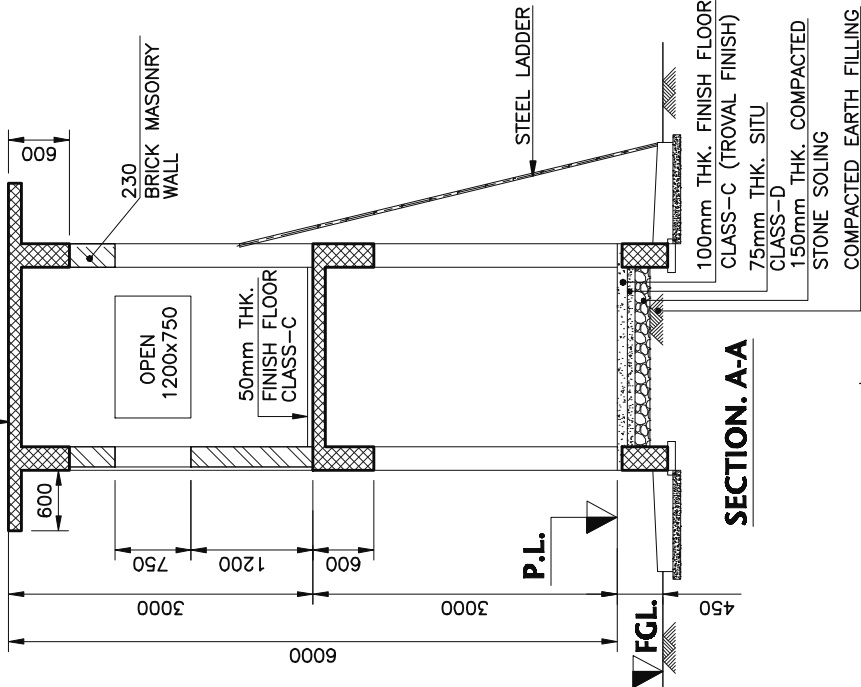 600
230
BRICK MASONRY
WALL
STEEL LADDER
OPEN
1200x750
50mm THK.
FINISH FLOOR
CLASS-C
100mm THK. FINISH FLOOR
CLASS-C (TROVAL FINISH)
75mm THK. SITU
CLASS-D
150mm THK. COMPACTED
STONE SOLING
COMPACTED EARTH FILLING
600
750
1200
600
3000
3000
6000
450
P.L.
FGL.
SECTION. A-A